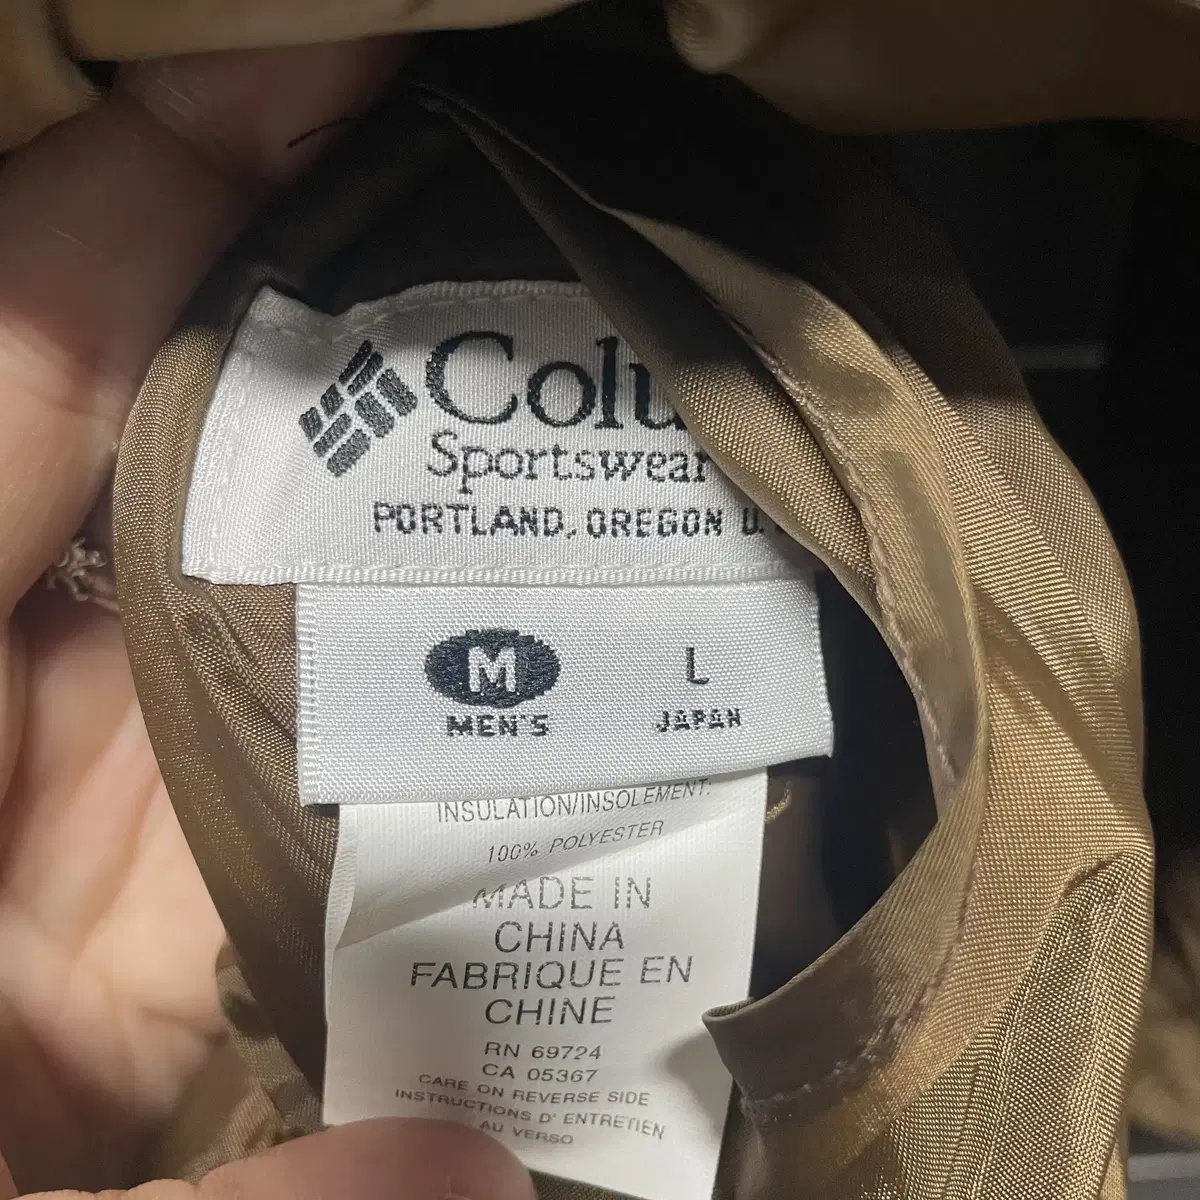 Colu
Sportswear
PORTLAND, OREGON U.
M L
MEN'S JAPAN
INSULATION/INSOLEMENT:
100% POLYESTER
MADE IN
CHINA
FABRIQUE EN
CHINE
RN 69724
CA 05367
CARE ON REVERSE SIDE
INSTRUCTIONS D' ENTRETIEN
AU VERSO